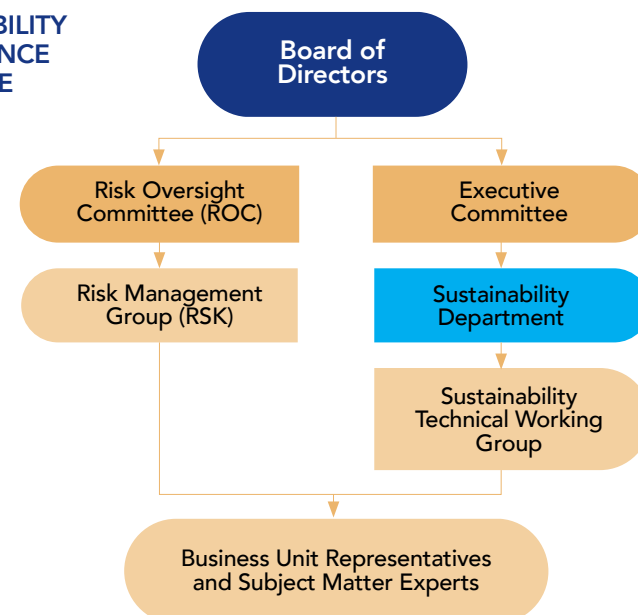 BILITY
NCE
E
Board of
Directors
Risk Oversight
Committee (ROC)
Executive
Committee
Risk Management
Group (RSK)
Sustainability
Department
Sustainability
Technical Working
Group
Business Unit Representatives
and Subject Matter Experts